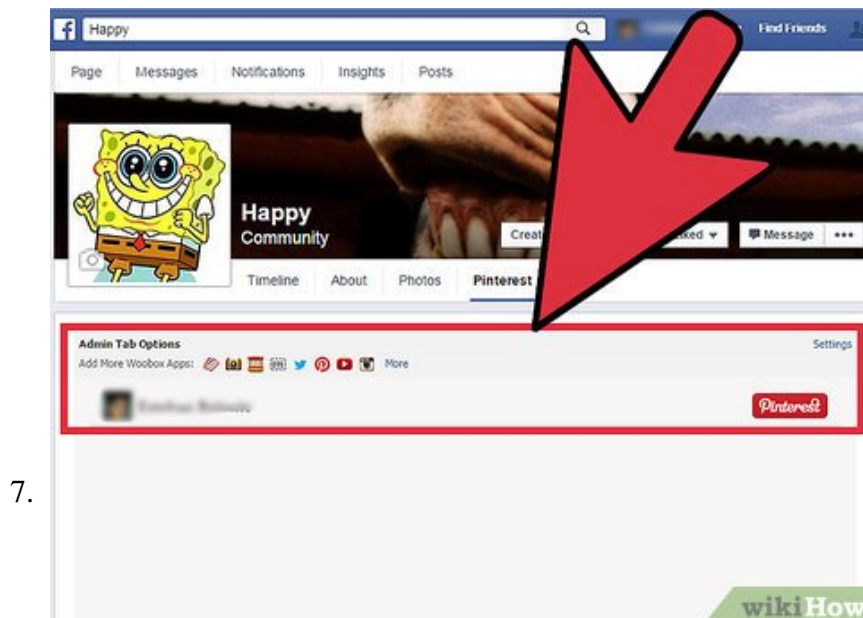 f Happy Find Friends
Page Messages Notifications Insights Posts
Happy
Community
Message •••
Timeline About Photos Pinterest
Admin Tab Options Settings
Add More Woobox Apps: More
Pinterest
7.
wikiHow